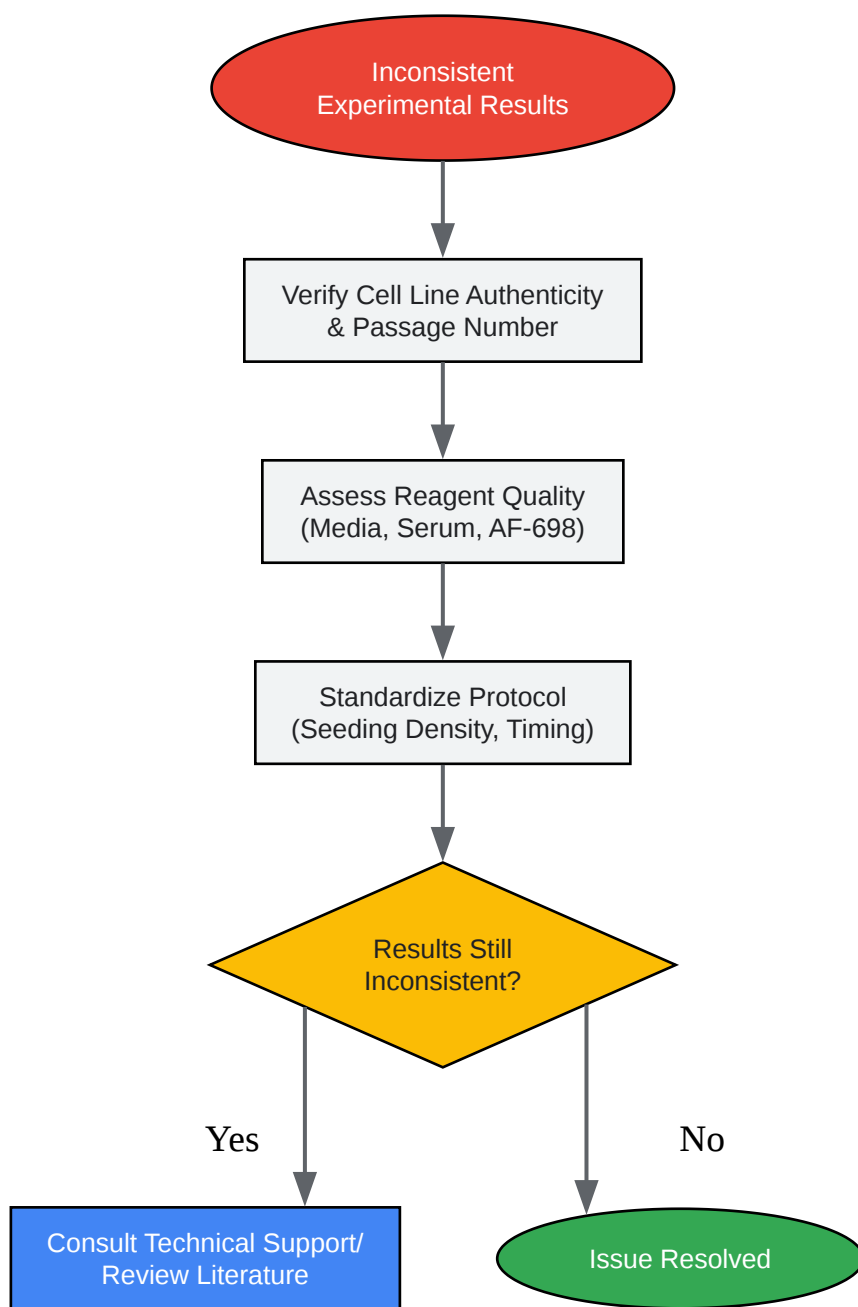 Inconsistent
Experimental Results
Verify Cell Line Authenticity
& Passage Number
Assess Reagent Quality
(Media, Serum, AF-698)
Standardize Protocol
(Seeding Density, Timing)
Results Still
Inconsistent?
Yes
No
Consult Technical Support/
Review Literature
Issue Resolved